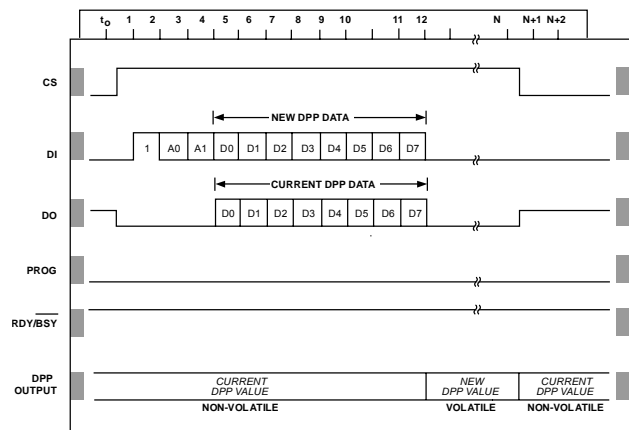 to 1 2 3 4 5 6 7 8 9 10 11 12 N N+1 N+2
CS
NEW DPP DATA
DI 1 A0 A1 D0 D1 D2 D3 D4 D5 D6 D7
CURRENT DPP DATA
DO D0 D1 D2 D3 D4 D5 D6 D7
PROG
RDY/BSY
DPP OUTPUT
CURRENT DPP VALUE
NON-VOLATILE
NEW DPP VALUE
VOLATILE
CURRENT DPP VALUE
NON-VOLATILE